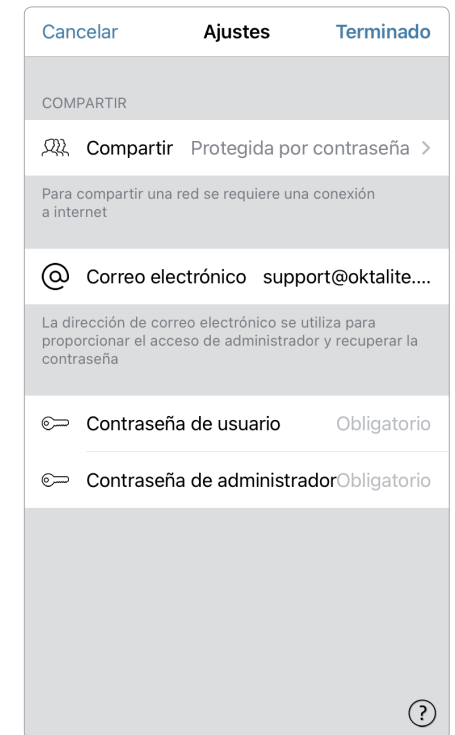 Cancelar Ajustes Terminado
COMPARTIR
Compartir Protegida por contraseña >
Para compartir una red se requiere una conexión
a internet
@ Correo electrónico support@oktalite....
La dirección de correo electrónico se utiliza para
proporcionar el acceso de administrador y recuperar la
contraseña
Contraseña de usuario Obligatorio
Contraseña de administrador Obligatorio
?